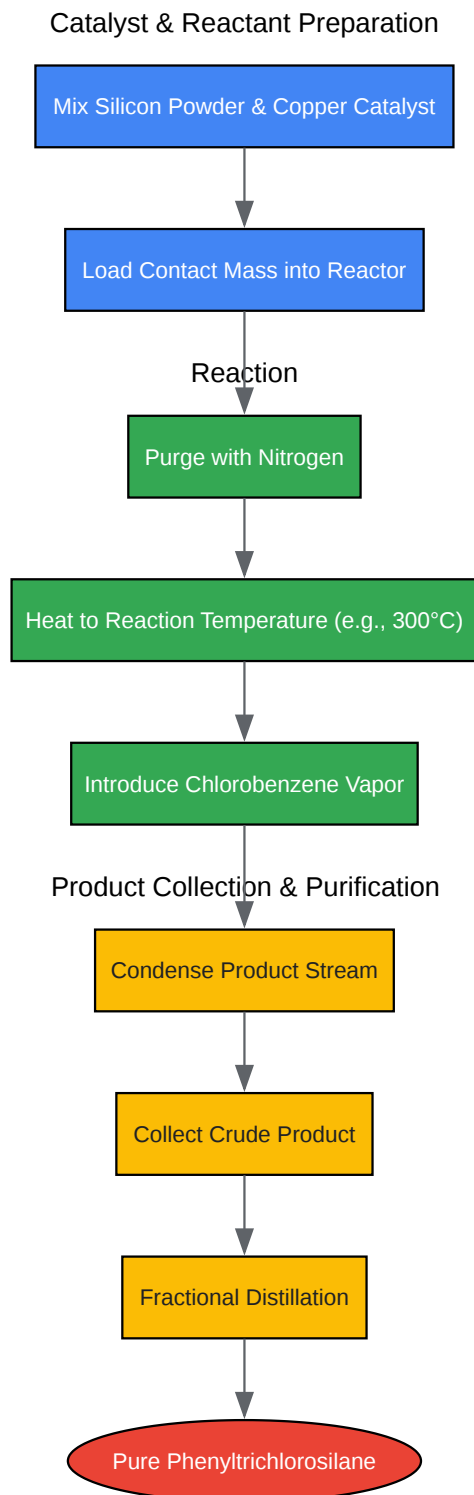 Catalyst & Reactant Preparation
Mix Silicon Powder & Copper Catalyst
Load Contact Mass into Reactor
Reaction
Purge with Nitrogen
Heat to Reaction Temperature (e.g., 300°C)
Introduce Chlorobenzene Vapor
Product Collection & Purification
Condense Product Stream
Collect Crude Product
Fractional Distillation
Pure Phenyltrichlorosilane